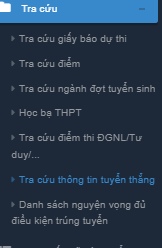 Tra cứu
Tra cứu giấy báo dự thi
Tra cứu điểm
Tra cứu ngành đợt tuyển sinh
Học bạ THPT
Tra cứu điểm thi ĐGNL/Tư
duy/...
Tra cứu thông tin tuyển thẳng
Danh sách nguyện vọng đủ
điều kiện trúng tuyển